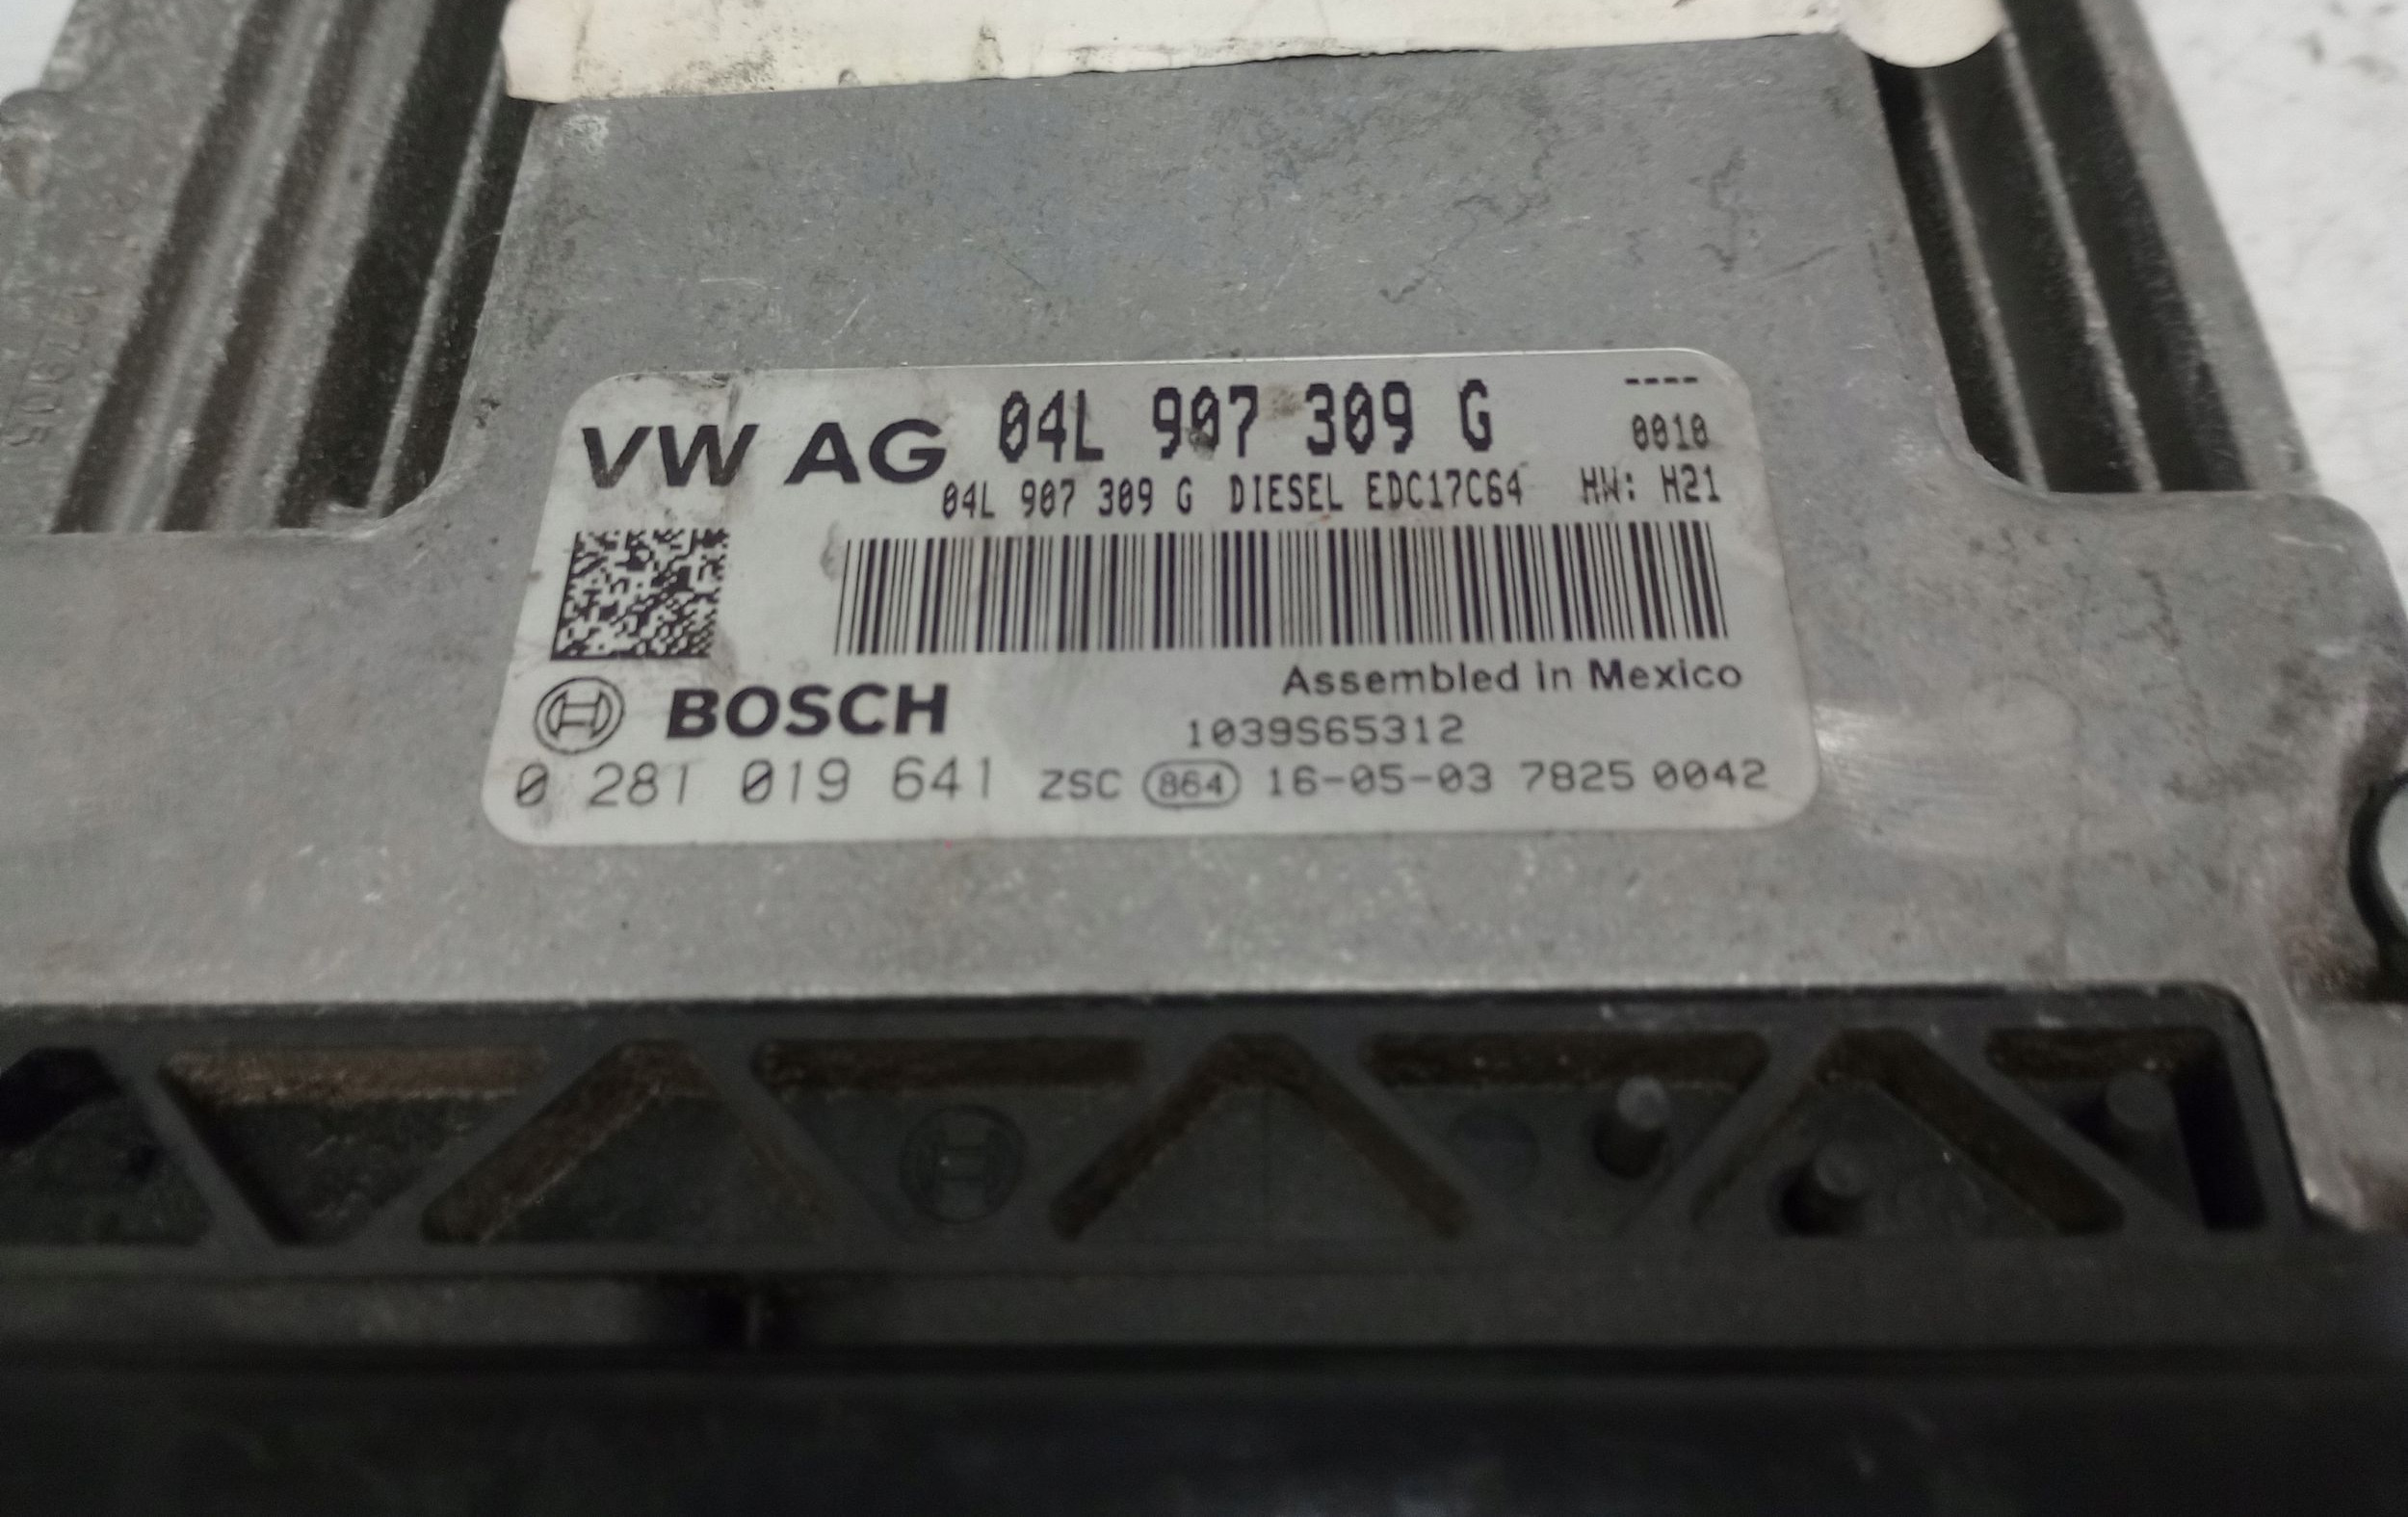 VW AG 04L 907 309 G ----
0010
04L 907 309 G DIESEL EDC17C64 HW: H21
Assembled in Mexico
BOSCH
1039S65312
0 281 019 641 ZSC 864 16-05-03 7825 0042